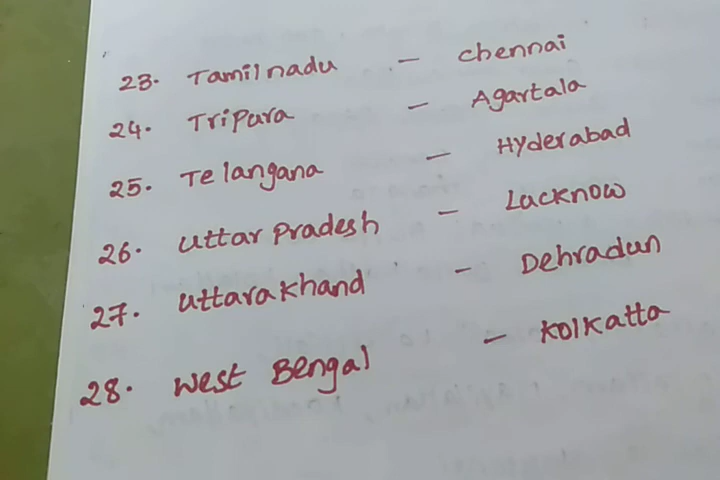 23. Tamilnadu - chennai
24. Tripura - Agartala
25. Telangana - Hyderabad
26. uttar pradesh - Lucknow
27. uttarakhand - Dehradun
28. west Bengal - Kolkatta